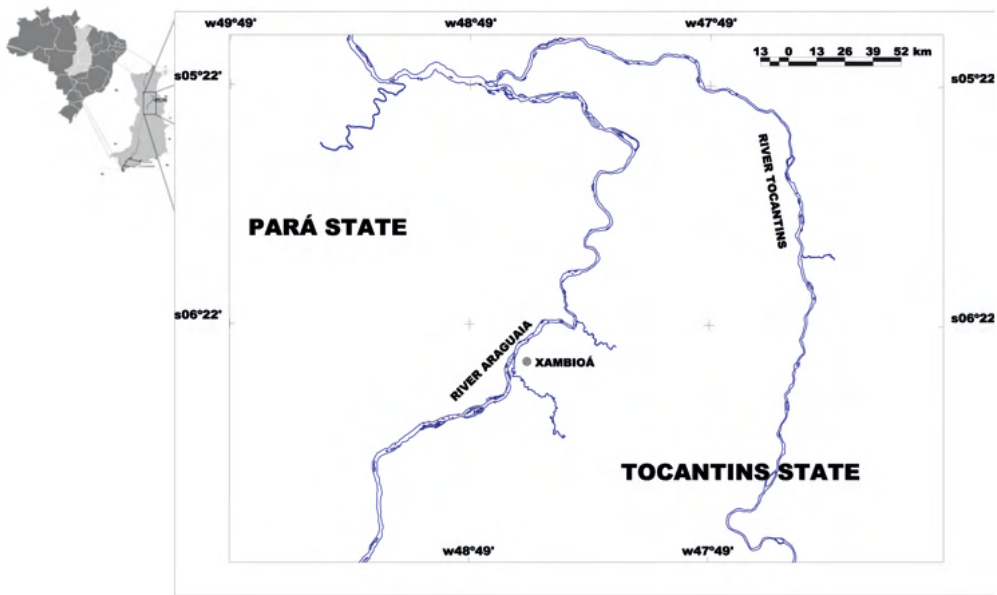 w49°49' w48°49' w47°49'
13 0 13 26 39 52 km
s05°22' s05°22'
RIVER TOCANTINS
PARÁ STATE
s06°22' s06°22'
RIVER ARAGUAIA
XAMBIOÁ
TOCANTINS STATE
w48°49' w47°49'